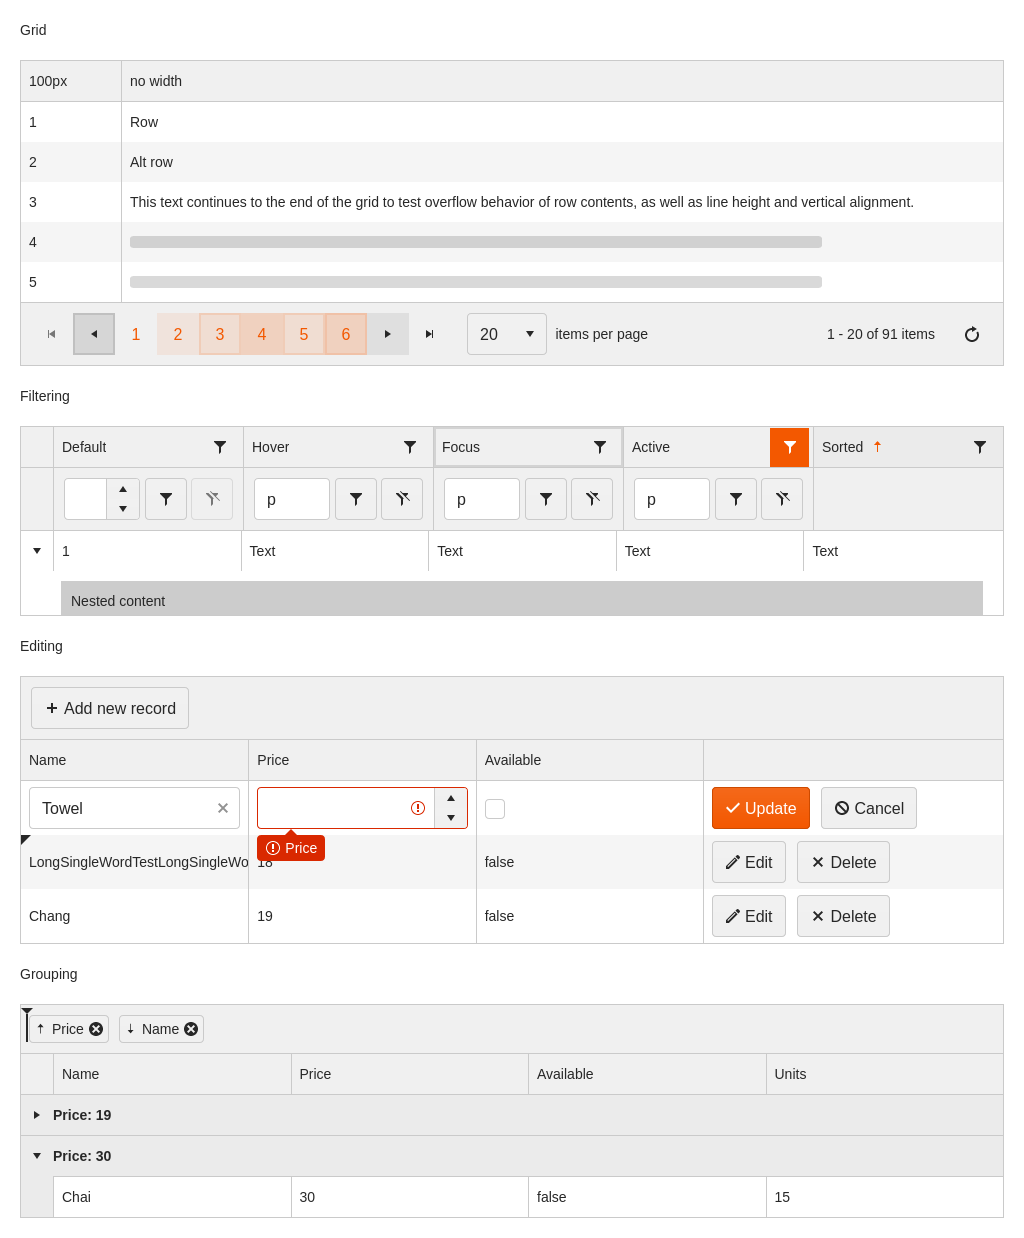 Grid
100px no width
1 Row
2 Alt row
3 This text continues to the end of the grid to test overflow behavior of row contents, as well as line height and vertical alignment.
4
5
1 2 3 4 5 6 20 items per page 1 - 20 of 91 items
Filtering
Default Hover Focus Active Sorted
p p p
1 Text Text Text Text
Nested content
Editing
Add new record
Name Price Available
Towel Update Cancel
Price
LongSingleWordTestLongSingleWo 18 false Edit Delete
Chang 19 false Edit Delete
Grouping
Price Name
Name Price Available Units
Price: 19
Price: 30
Chai 30 false 15